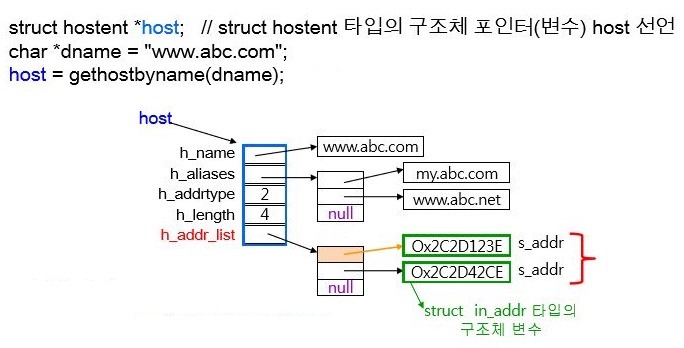 struct hostent *host;   // struct hostent 타입의 구조체 포인터(변수) host 선언
char *dname = "www.abc.com";
host = gethostbyname(dname);
host
h_name
www.abc.com
h_aliases
my.abc.com
h_addrtype 2
www.abc.net
h_length 4
null
h_addr_list
Ox2C2D123E s_addr
Ox2C2D42CE s_addr
null
struct in_addr 타입의
구조체 변수